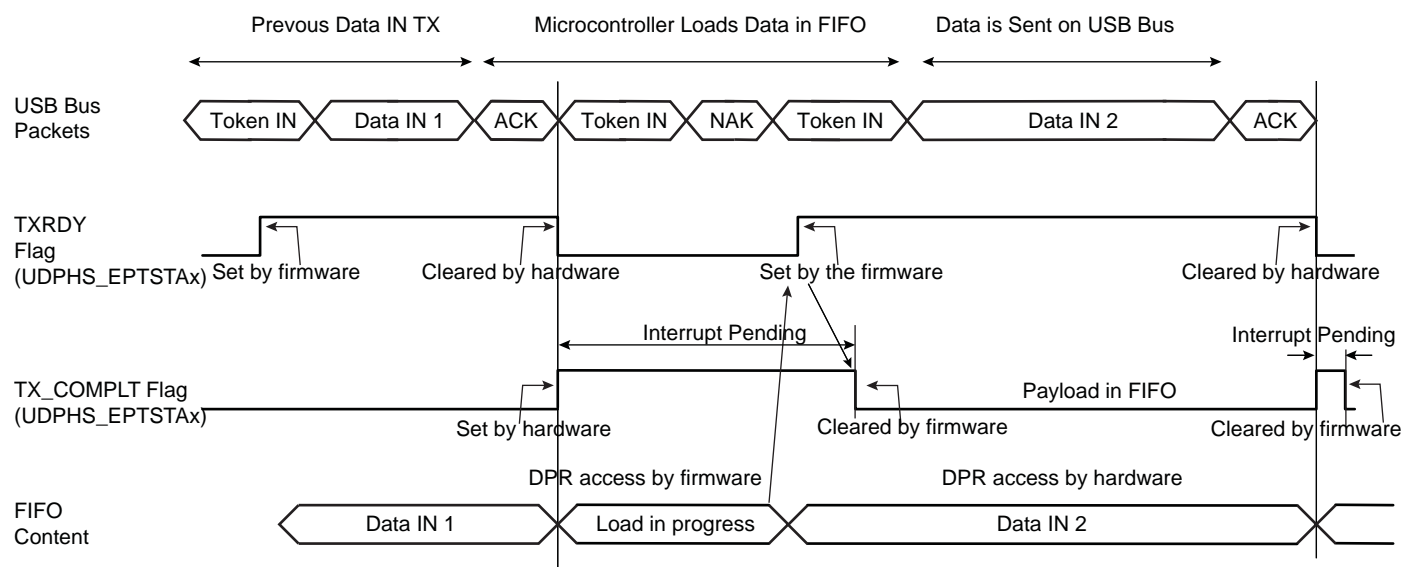 Prevous Data IN TX
Microcontroller Loads Data in FIFO
Data is Sent on USB Bus
USB Bus
Packets
Token IN
Data IN 1
ACK
Token IN
NAK
Token IN
Data IN 2
ACK
TXRDY
Flag
(UDPHS_EPTSTAx)
Set by firmware
Cleared by hardware
Set by the firmware
Cleared by hardware
Interrupt Pending
Interrupt Pending
TX_COMPLT Flag
(UDPHS_EPTSTAx)
Payload in FIFO
Set by hardware
Cleared by firmware
Cleared by firmware
DPR access by firmware
DPR access by hardware
FIFO
Content
Data IN 1
Load in progress
Data IN 2